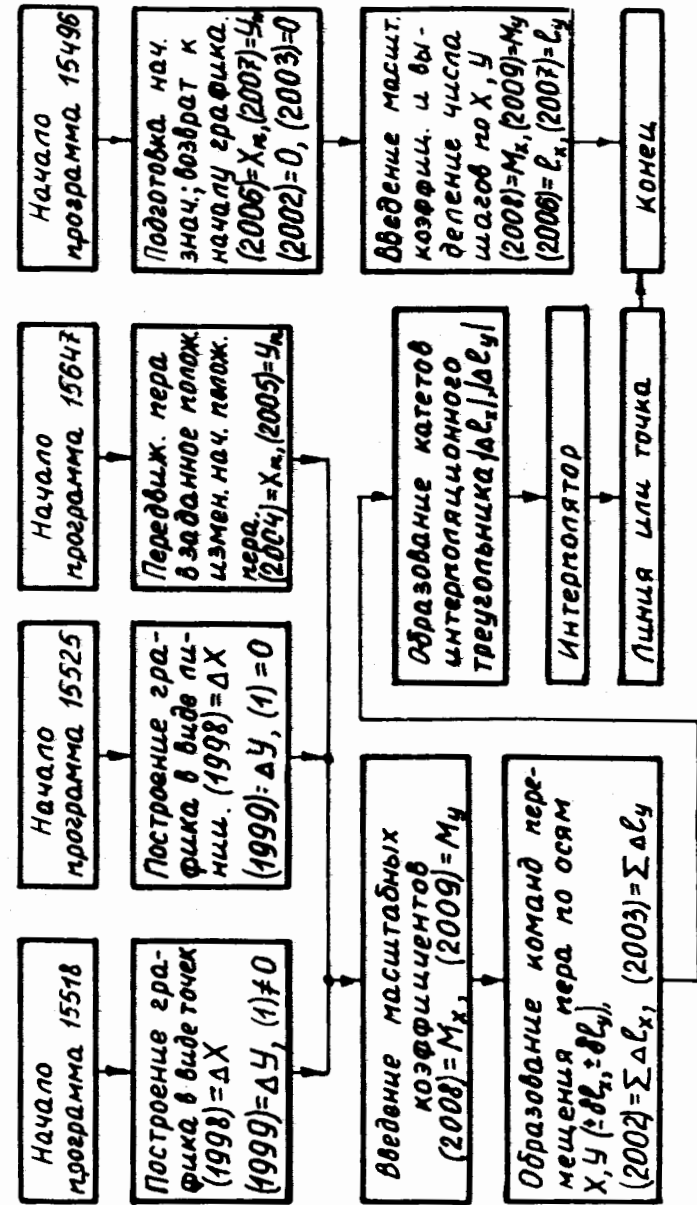 Начало
программа 15518
Построение гра-
фика в виде точек
(1998)=ΔX
(1999)=ΔY, (1)≠0
Начало
программа 15525
Построение гра-
фика в виде ли-
нии. (1998)=ΔX
(1999)=ΔY, (1)=0
Начало
программа 15647
Передвиж. пера
в заданное полож.
измен. нач. полож.
пера.
(2004)=Xн,(2005)=Yн
Начало
программа 15496
Подготовка нач.
знач.; возврат к
началу графика.
(2006)=Xн,(2007)=Yн
(2002)=0, (2003)=0
Введение масштабных
коэффициентов
(2008)=Mx, (2009)=My
Образование команд пере-
мещения пера по осям
X, Y (±δlx, ±δly),
(2002)=ΣΔlx, (2003)=ΣΔly
Образование катетов
интерполяционного
треугольника |Δlx|,|Δly|
Интерполятор
Линия или точка
Введение масшт.
коэффиц. и вы-
деление числа
шагов по X, Y
(2008)=Mx, (2009)=My
(2006)=lx, (2007)=ly
Конец